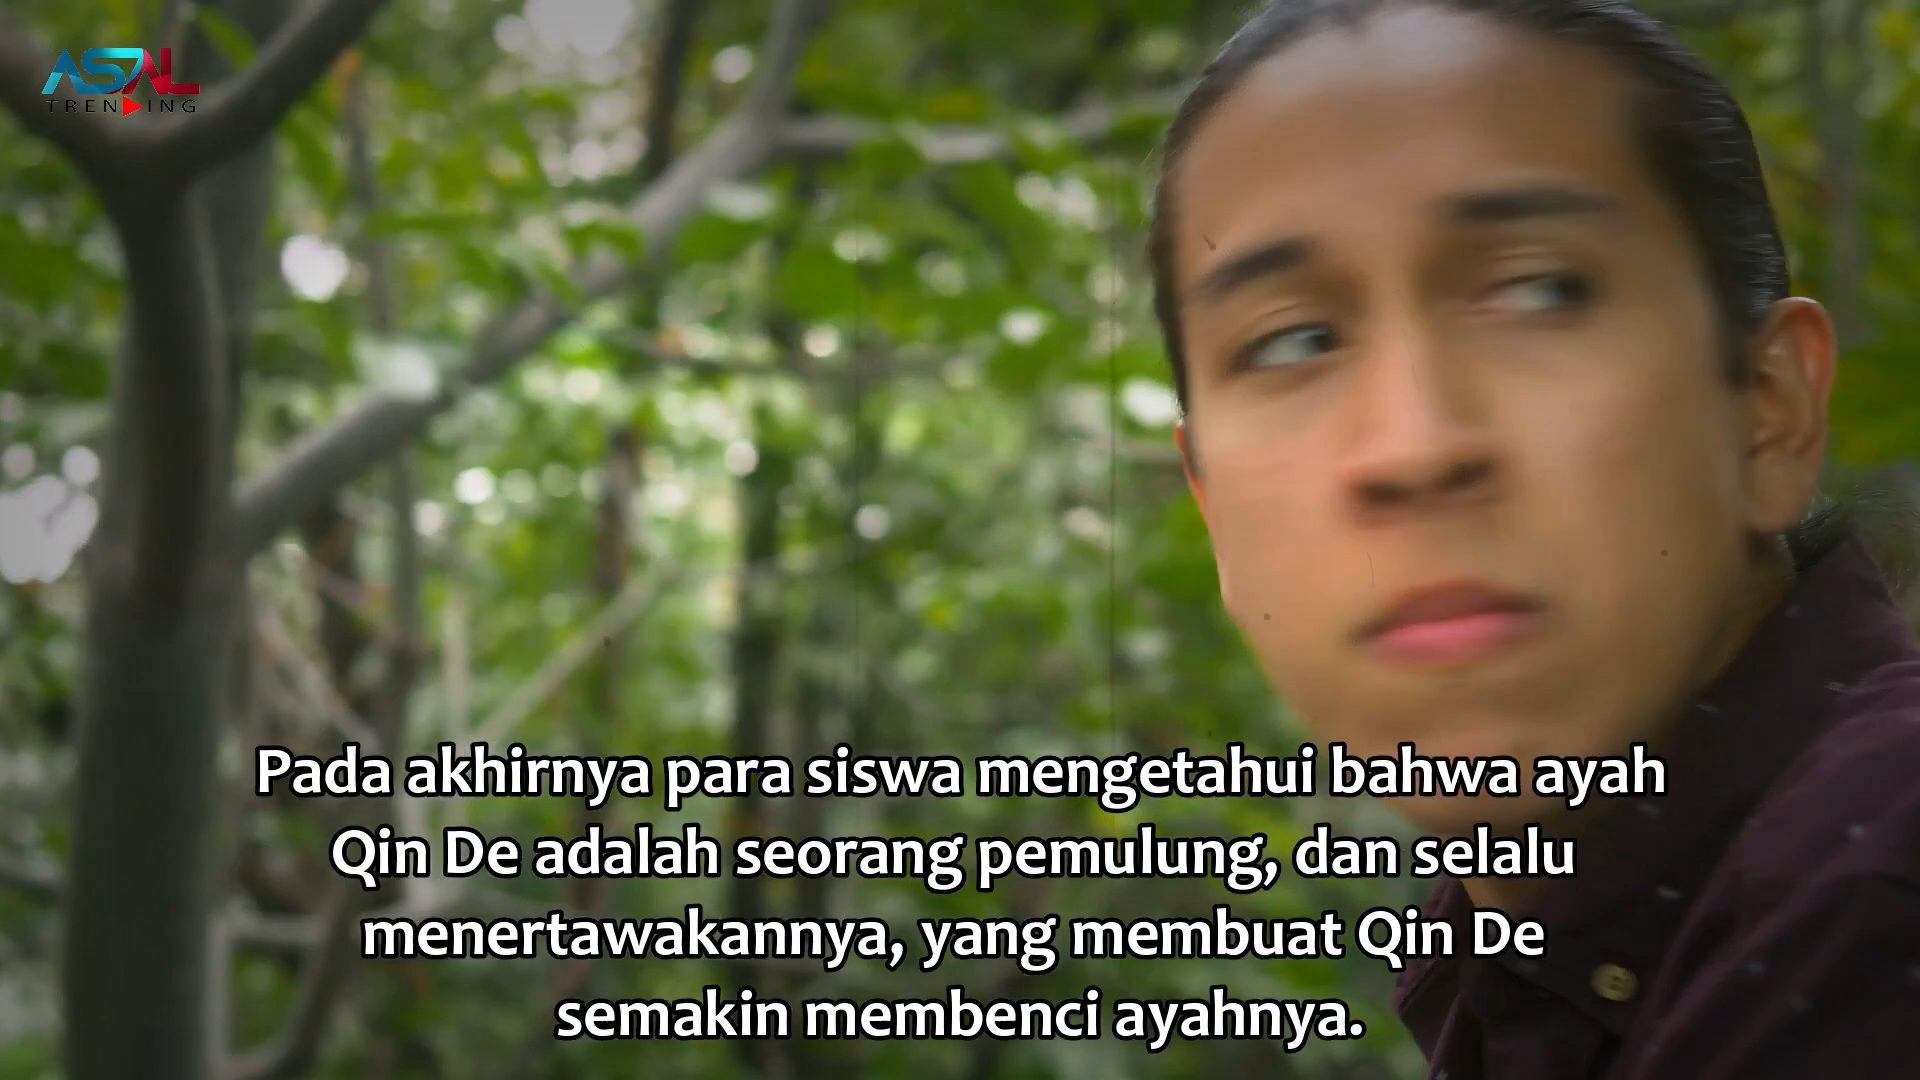 ASAL
TRENDING
Pada akhirnya para siswa mengetahui bahwa ayah
Qin De adalah seorang pemulung, dan selalu
menertawakannya, yang membuat Qin De
semakin membenci ayahnya.